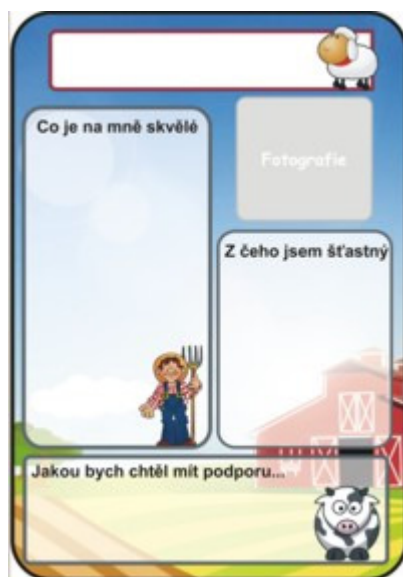 Co je na mně skvělé
Fotografie
Z čeho jsem šťastný
Jakou bych chtěl mít podporu...